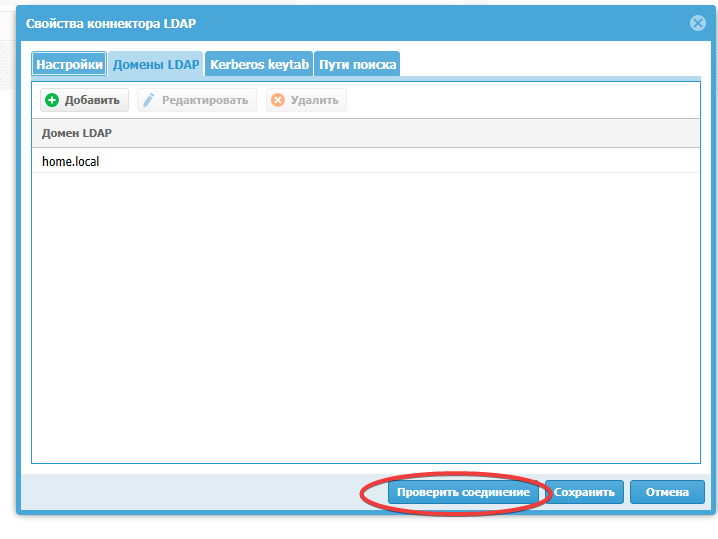 Свойства коннектора LDAP
Настройки Домены LDAP Kerberos keytab Пути поиска
Добавить Редактировать Удалить
Домен LDAP
home.local
Проверить соединение Сохранить Отмена